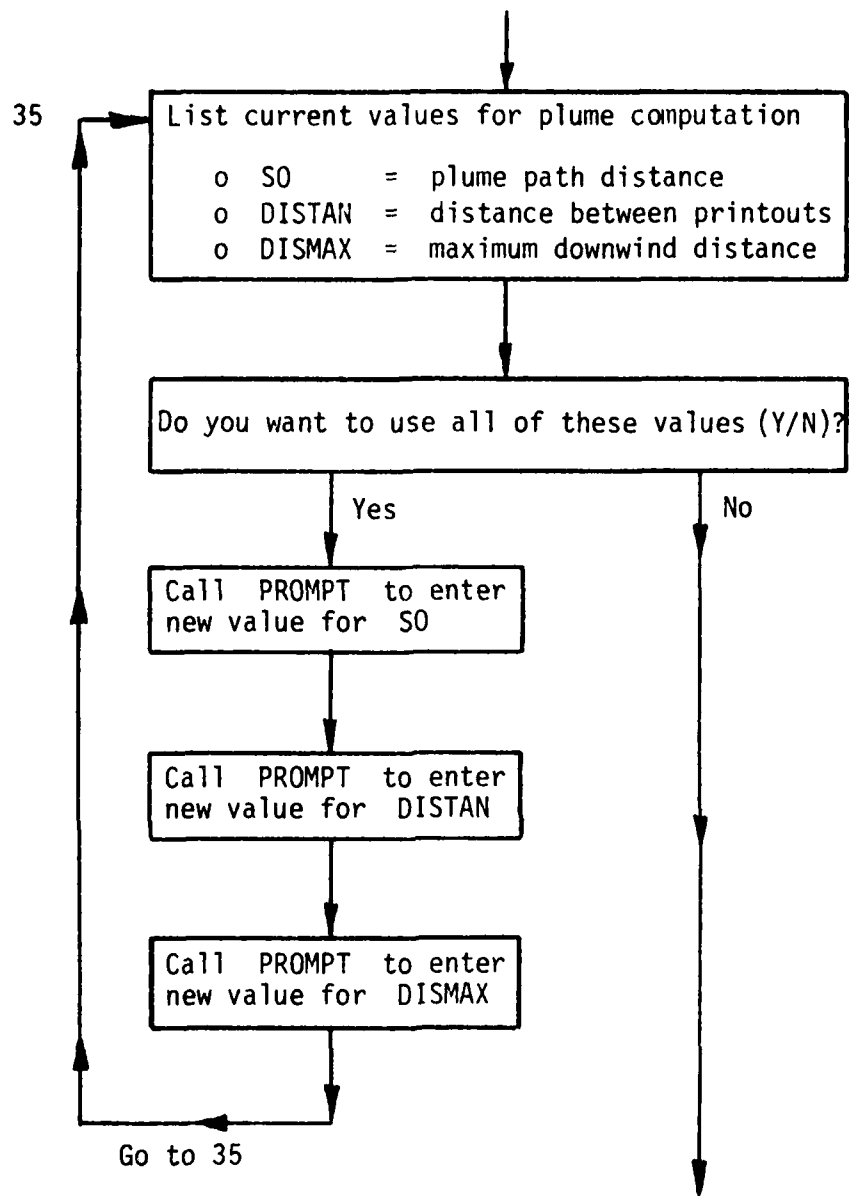 35
List current values for plume computation
o SO = plume path distance
o DISTAN = distance between printouts
o DISMAX = maximum downwind distance
Do you want to use all of these values (Y/N)?
Yes
No
Call PROMPT to enter
new value for SO
Call PROMPT to enter
new value for DISTAN
Call PROMPT to enter
new value for DISMAX
Go to 35